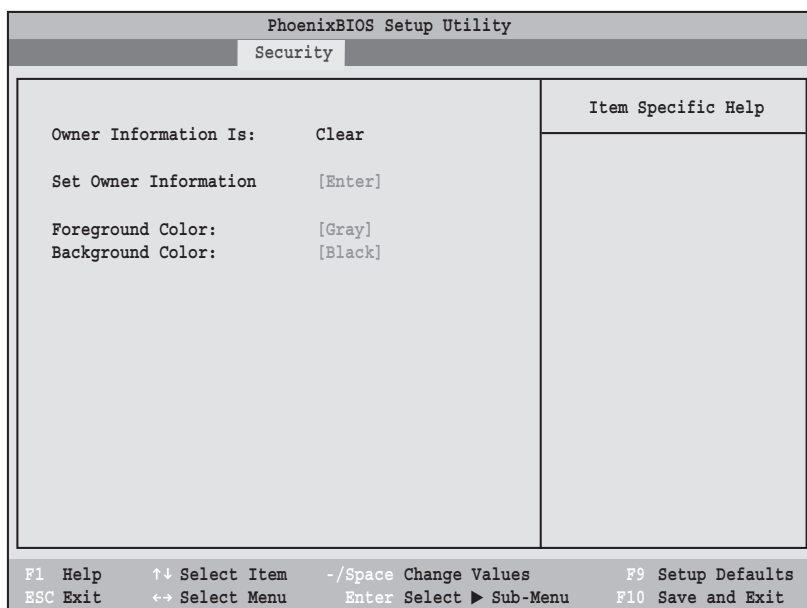 PhoenixBIOS Setup Utility
Security
Item Specific Help
Owner Information Is: Clear
Set Owner Information [Enter]
Foreground Color: [Gray]
Background Color: [Black]
F1 Help ↑↓ Select Item -/Space Change Values F9 Setup Defaults
ESC Exit ←→ Select Menu Enter Select ▶ Sub-Menu F10 Save and Exit